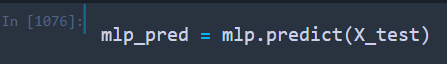 In [1076]:
mlp_pred = mlp.predict(X_test)